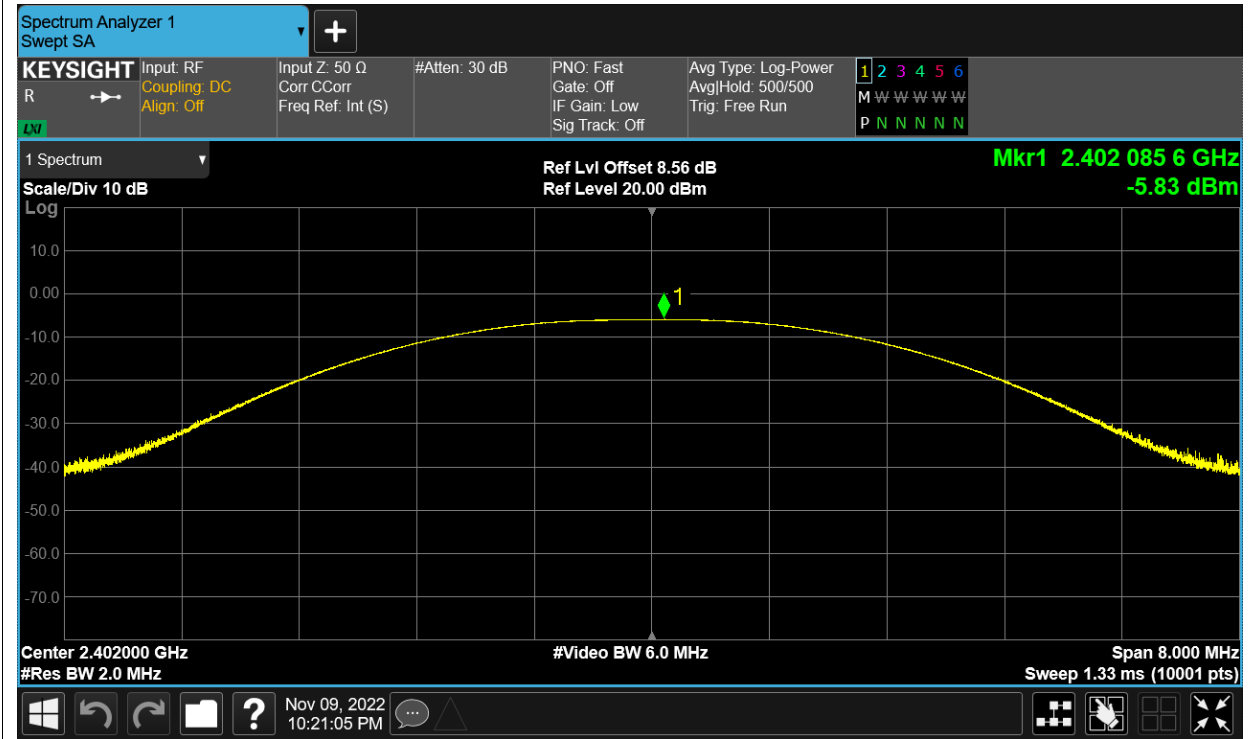 Spectrum Analyzer 1
Swept SA
KEYSIGHT
R
LXI
Input: RF
Coupling: DC
Align: Off
Input Z: 50 Ω
Corr CCorr
Freq Ref: Int (S)
#Atten: 30 dB
PNO: Fast
Gate: Off
IF Gain: Low
Sig Track: Off
Avg Type: Log-Power
Avg|Hold: 500/500
Trig: Free Run
1 2 3 4 5 6
M W W W W W
P N N N N N
1 Spectrum
Scale/Div 10 dB
Ref Lvl Offset 8.56 dB
Ref Level 20.00 dBm
Mkr1 2.402 085 6 GHz
-5.83 dBm
Log
10.0
0.00
1
-10.0
-20.0
-30.0
-40.0
-50.0
-60.0
-70.0
Center 2.402000 GHz
#Video BW 6.0 MHz
Span 8.000 MHz
#Res BW 2.0 MHz
Sweep 1.33 ms (10001 pts)
?
Nov 09, 2022
10:21:05 PM